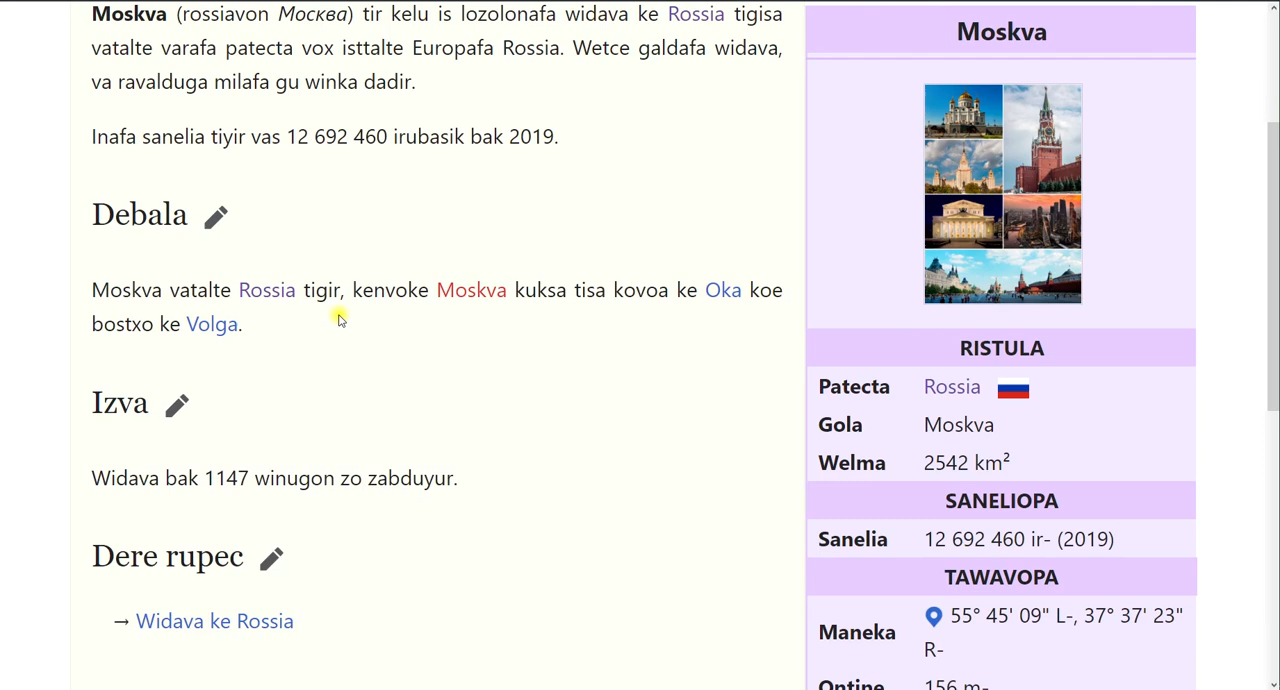 Moskva (rossiavon Москва) tir kelu is lozolonafa widava ke Rossia tigisa
vatalte varafa patecta vox isttalte Europafa Rossia. Wetce galdafa widava,
va ravalduga milafa gu winka dadir.
Inafa sanelia tiyir vas 12 692 460 irubasik bak 2019.
Debala
Moskva vatalte Rossia tigir, kenvoke Moskva kuksa tisa kovoa ke Oka koe
bostxo ke Volga.
Izva
Widava bak 1147 winugon zo zabduyur.
Dere rupec
→ Widava ke Rossia
Moskva
RISTULA
Patecta Rossia
Gola Moskva
Welma 2542 km²
SANELIOPA
Sanelia 12 692 460 ir- (2019)
TAWAVOPA
Maneka 55° 45' 09" L-, 37° 37' 23"
R-
Ontine 156 m-